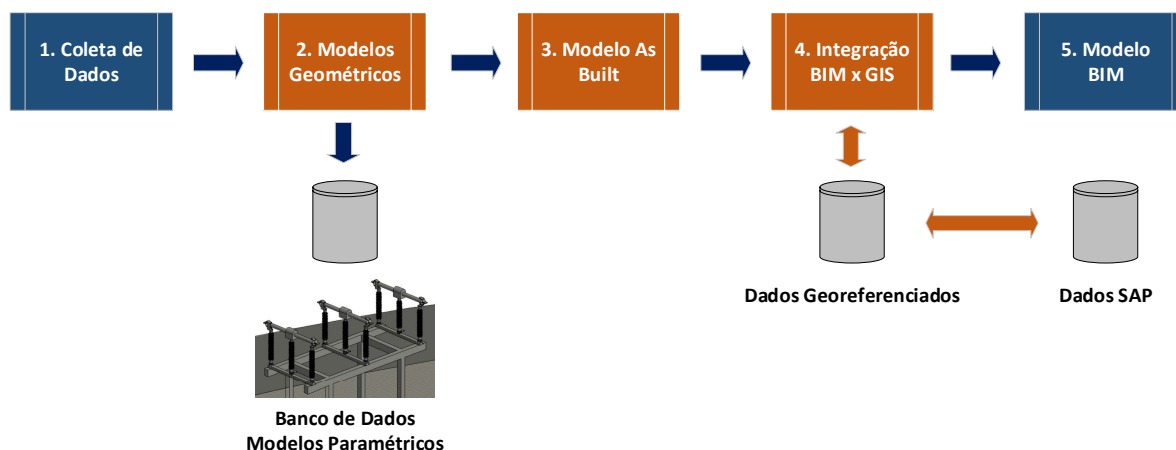 1. Coleta de
Dados
2. Modelos
Geométricos
3. Modelo As
Built
4. Integração
BIM x GIS
5. Modelo
BIM
Dados Georeferenciados
Dados SAP
Banco de Dados
Modelos Paramétricos